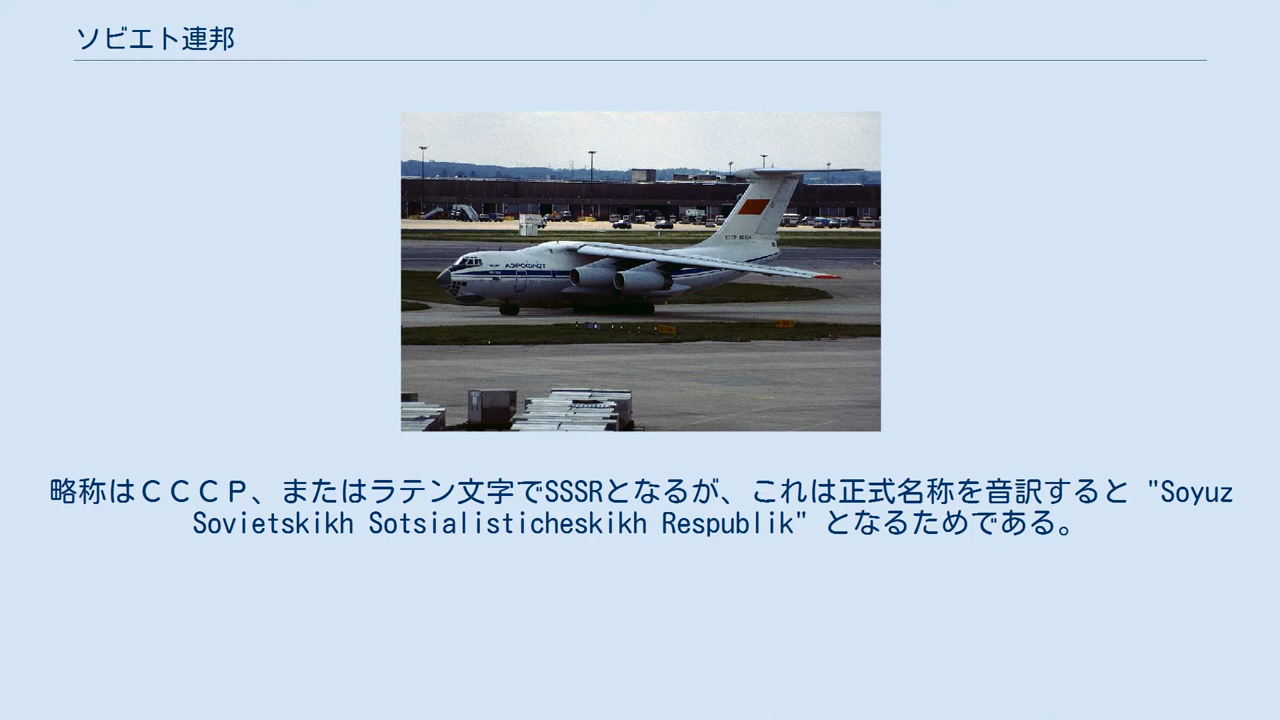 ソビエト連邦
АЭРОФЛОТ
略称はＣＣＣＰ、またはラテン文字でSSSRとなるが、これは正式名称を音訳すると "Soyuz
Sovietskikh Sotsialisticheskikh Respublik" となるためである。